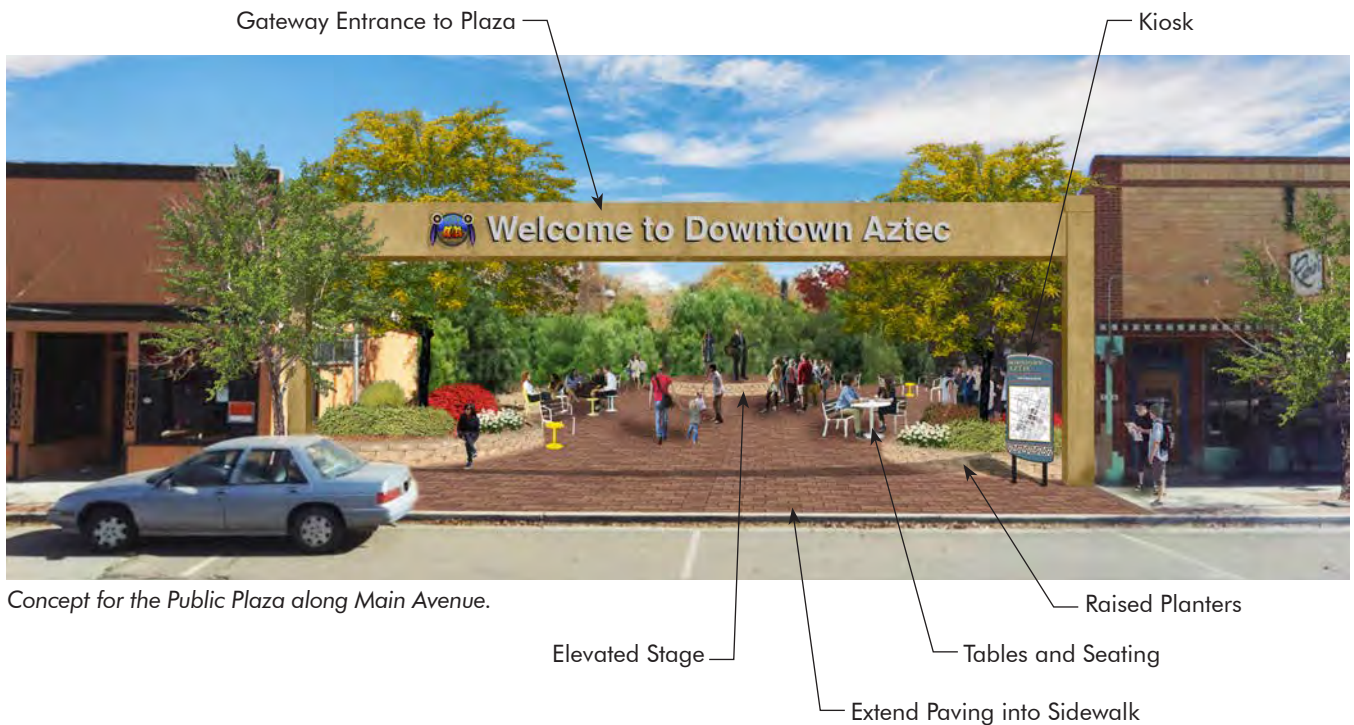 Gateway Entrance to Plaza
Kiosk
Welcome to Downtown Aztec
AZTEC
Concept for the Public Plaza along Main Avenue.
Raised Planters
Elevated Stage
Tables and Seating
Extend Paving into Sidewalk